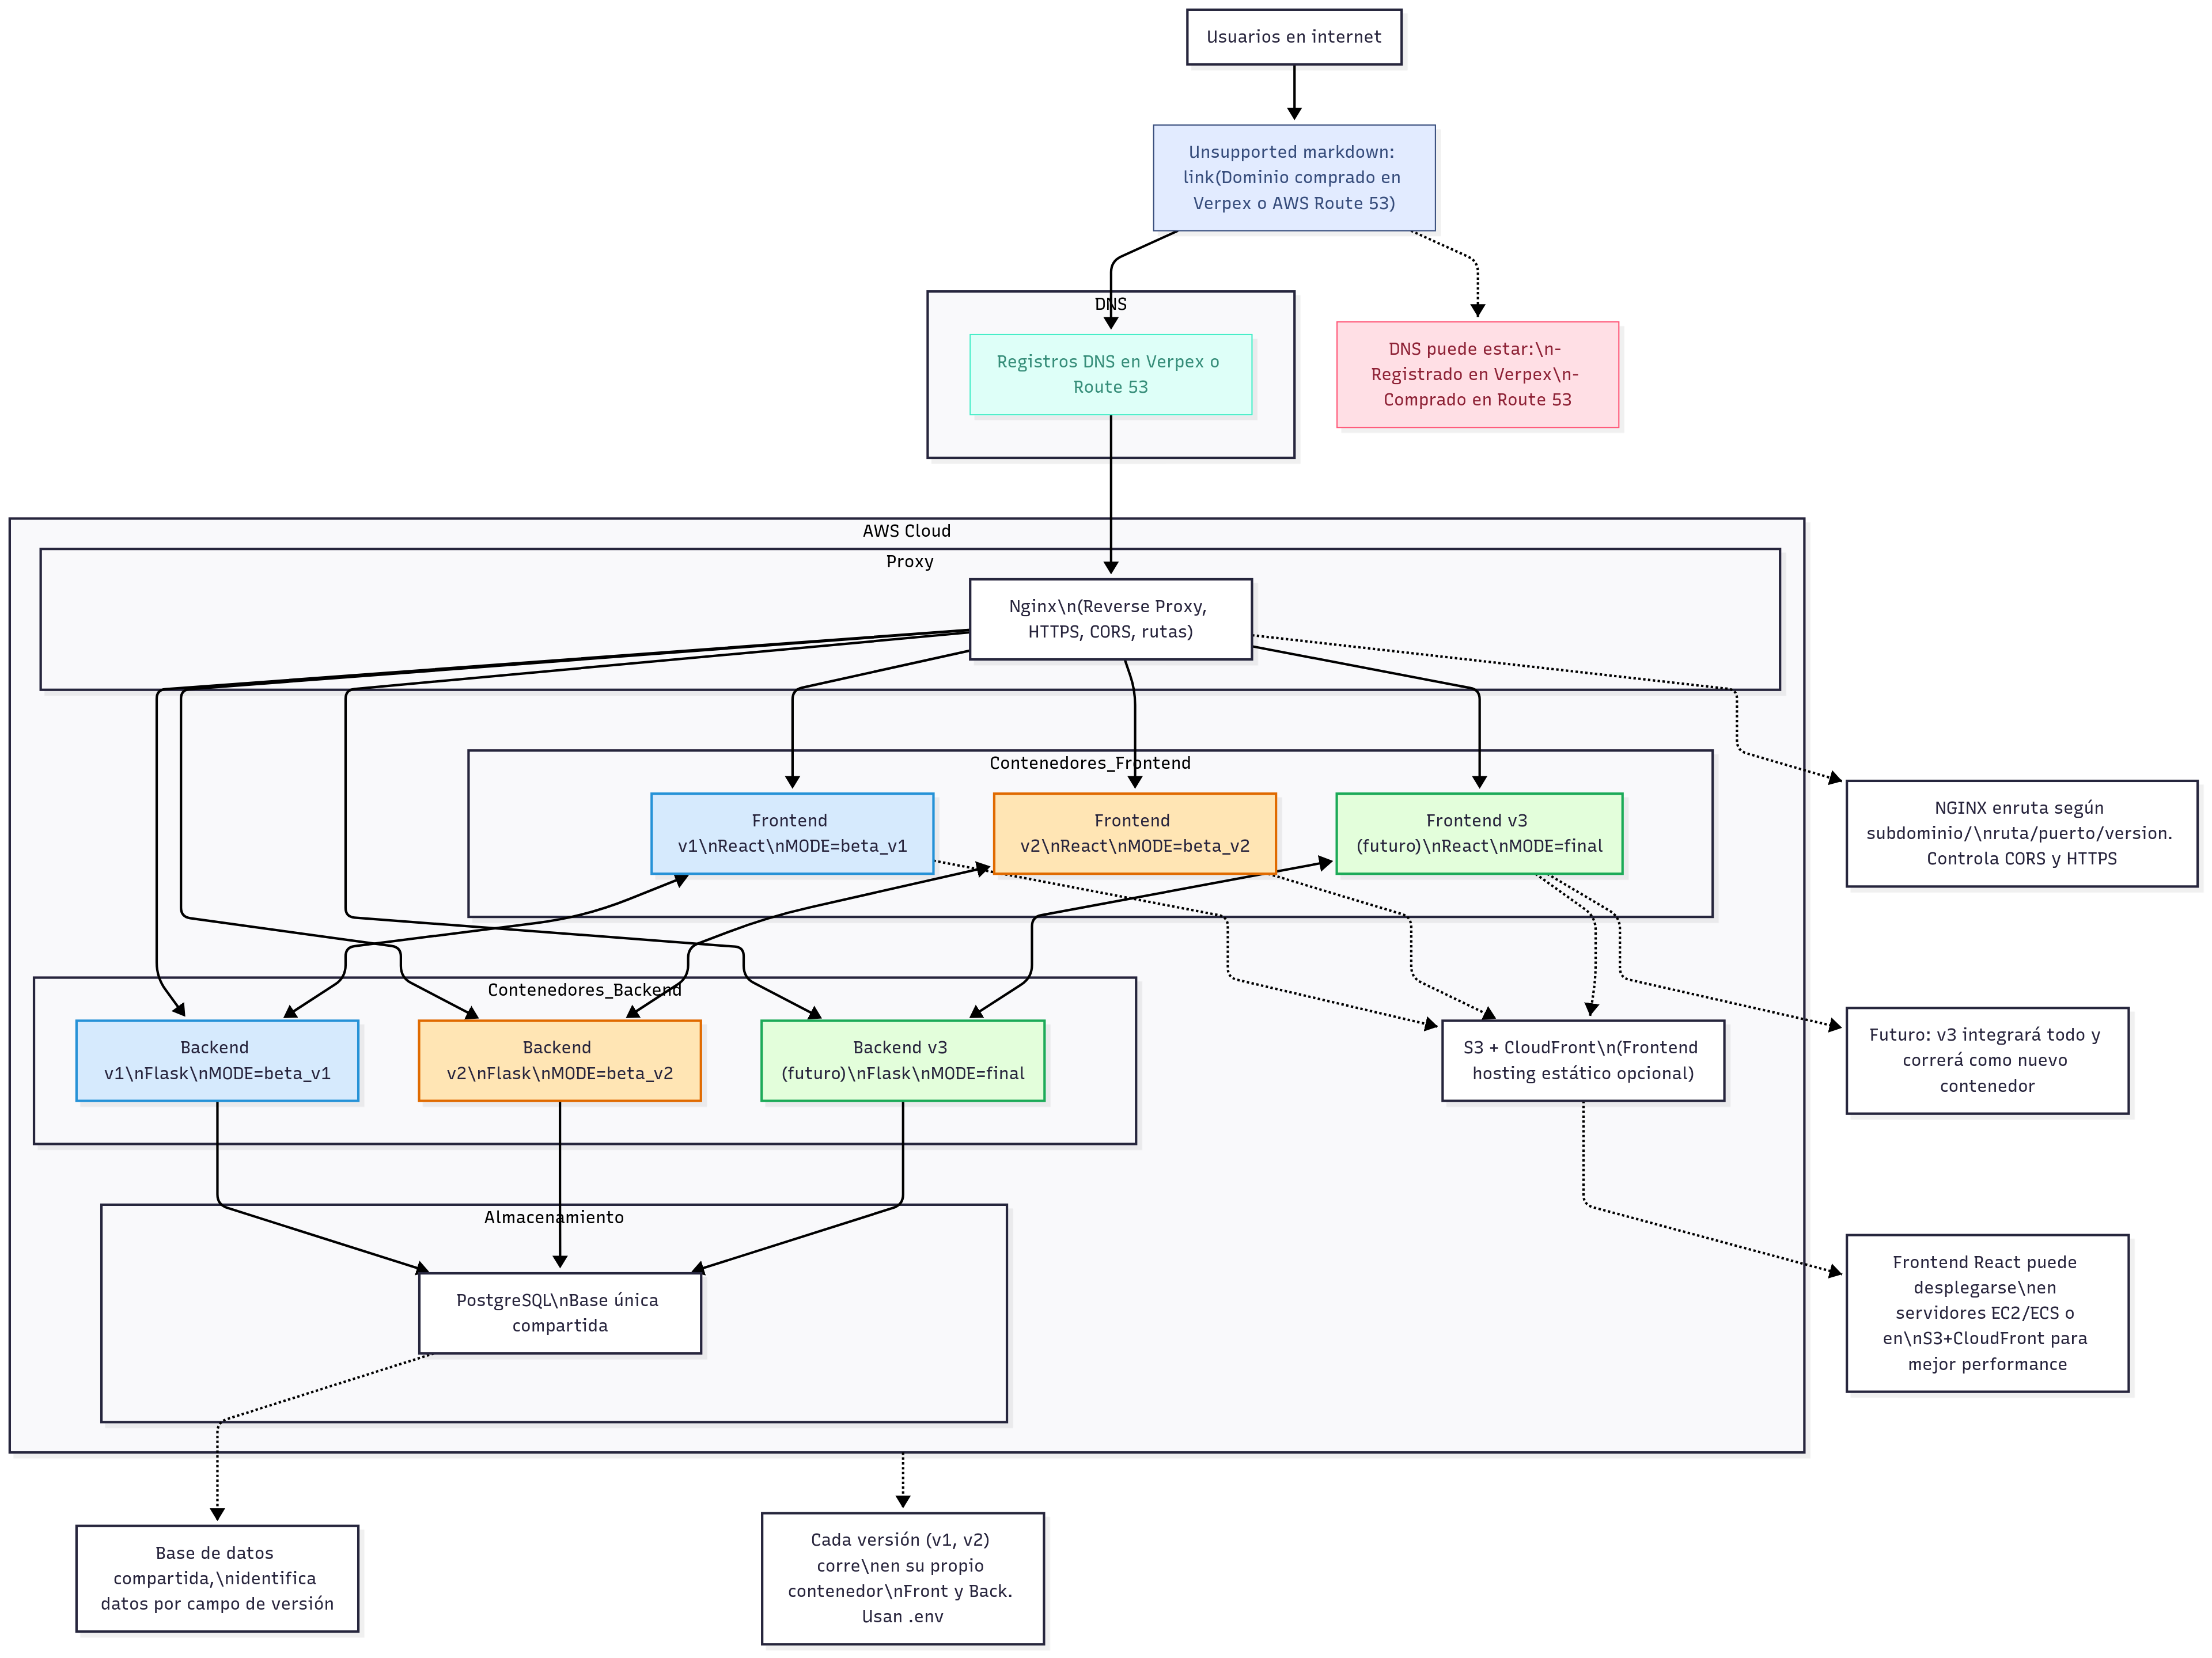 Usuarios en internet
Unsupported markdown:
link(Dominio comprado en
Verpex o AWS Route 53)
DNS
Registros DNS en Verpex o
Route 53
DNS puede estar:\n-
Registrado en Verpex\n-
Comprado en Route 53
AWS Cloud
Proxy
Nginx\n(Reverse Proxy,
HTTPS, CORS, rutas)
Contenedores_Frontend
Frontend
v1\nReact\nMODE=beta_v1
Frontend
v2\nReact\nMODE=beta_v2
Frontend v3
(futuro)\nReact\nMODE=final
NGINX enruta según
subdominio/\nruta/puerto/version.
Controla CORS y HTTPS
Contenedores_Backend
Backend
v1\nFlask\nMODE=beta_v1
Backend
v2\nFlask\nMODE=beta_v2
Backend v3
(futuro)\nFlask\nMODE=final
S3 + CloudFront\n(Frontend
hosting estático opcional)
Futuro: v3 integrará todo y
correrá como nuevo
contenedor
Almacenamiento
PostgreSQL\nBase única
compartida
Frontend React puede
desplegarse\nen
servidores EC2/ECS o
en\nS3+CloudFront para
mejor performance
Base de datos
compartida,\nidentifica
datos por campo de versión
Cada versión (v1, v2)
corre\nen su propio
contenedor\nFront y Back.
Usan .env